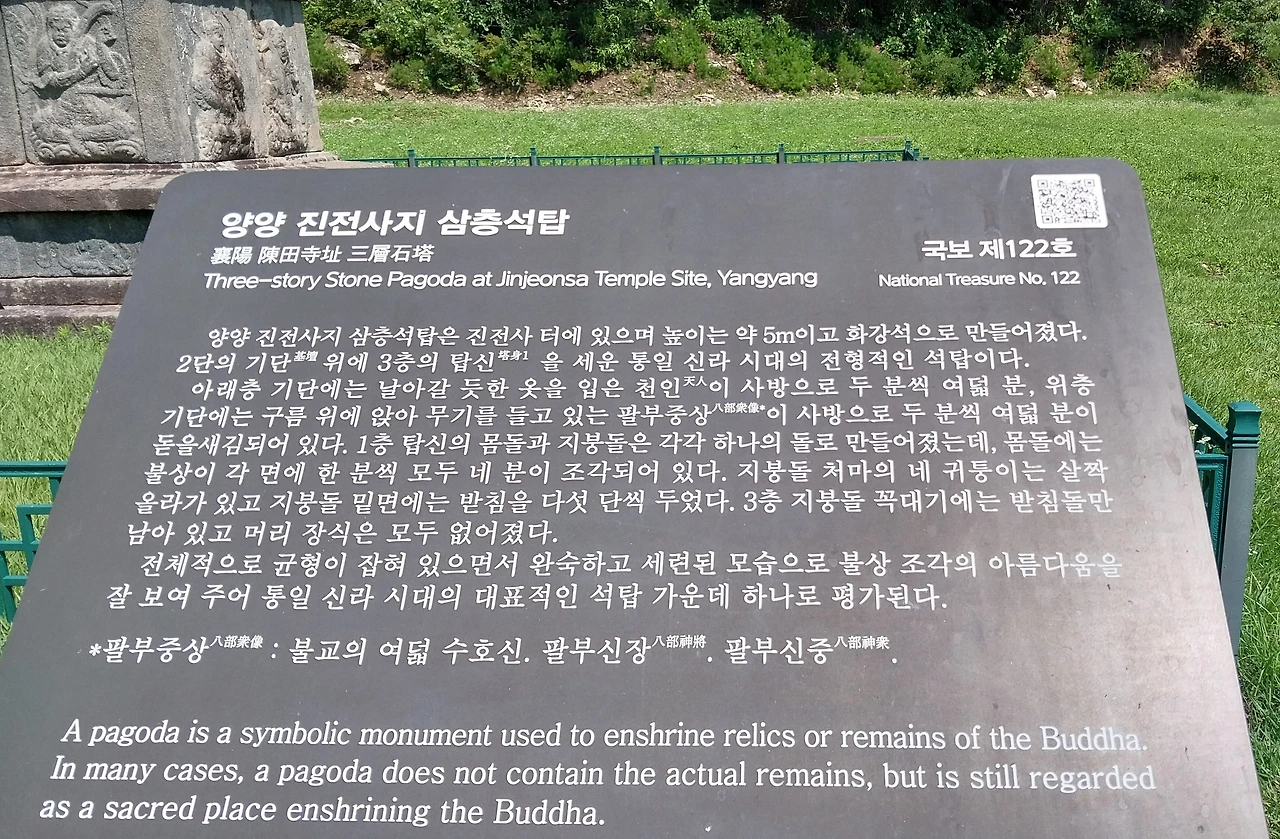 양양 진전사지 삼층석탑
襄陽 陳田寺址 三層石塔
Three-story Stone Pagoda at Jinjeonsa Temple Site, Yangyang
국보 제122호
National Treasure No. 122
양양 진전사지 삼층석탑은 진전사 터에 있으며 높이는 약 5m이고 화강석으로 만들어졌다.
2단의 기단基壇 위에 3층의 탑신塔身1 을 세운 통일 신라 시대의 전형적인 석탑이다.
아래층 기단에는 날아갈 듯한 옷을 입은 천인天人이 사방으로 두 분씩 여덟 분, 위층
기단에는 구름 위에 앉아 무기를 들고 있는 팔부중상八部衆像*이 사방으로 두 분씩 여덟 분이
돋을새김되어 있다. 1층 탑신의 몸돌과 지붕돌은 각각 하나의 돌로 만들어졌는데, 몸돌에는
불상이 각 면에 한 분씩 모두 네 분이 조각되어 있다. 지붕돌 처마의 네 귀퉁이는 살짝
올라가 있고 지붕돌 밑면에는 받침을 다섯 단씩 두었다. 3층 지붕돌 꼭대기에는 받침돌만
남아 있고 머리 장식은 모두 없어졌다.
전체적으로 균형이 잡혀 있으면서 완숙하고 세련된 모습으로 불상 조각의 아름다움을
잘 보여 주어 통일 신라 시대의 대표적인 석탑 가운데 하나로 평가된다.
*팔부중상八部衆像 : 불교의 여덟 수호신. 팔부신장八部神將. 팔부신중八部神衆.
A pagoda is a symbolic monument used to enshrine relics or remains of the Buddha.
In many cases, a pagoda does not contain the actual remains, but is still regarded
as a sacred place enshrining the Buddha.